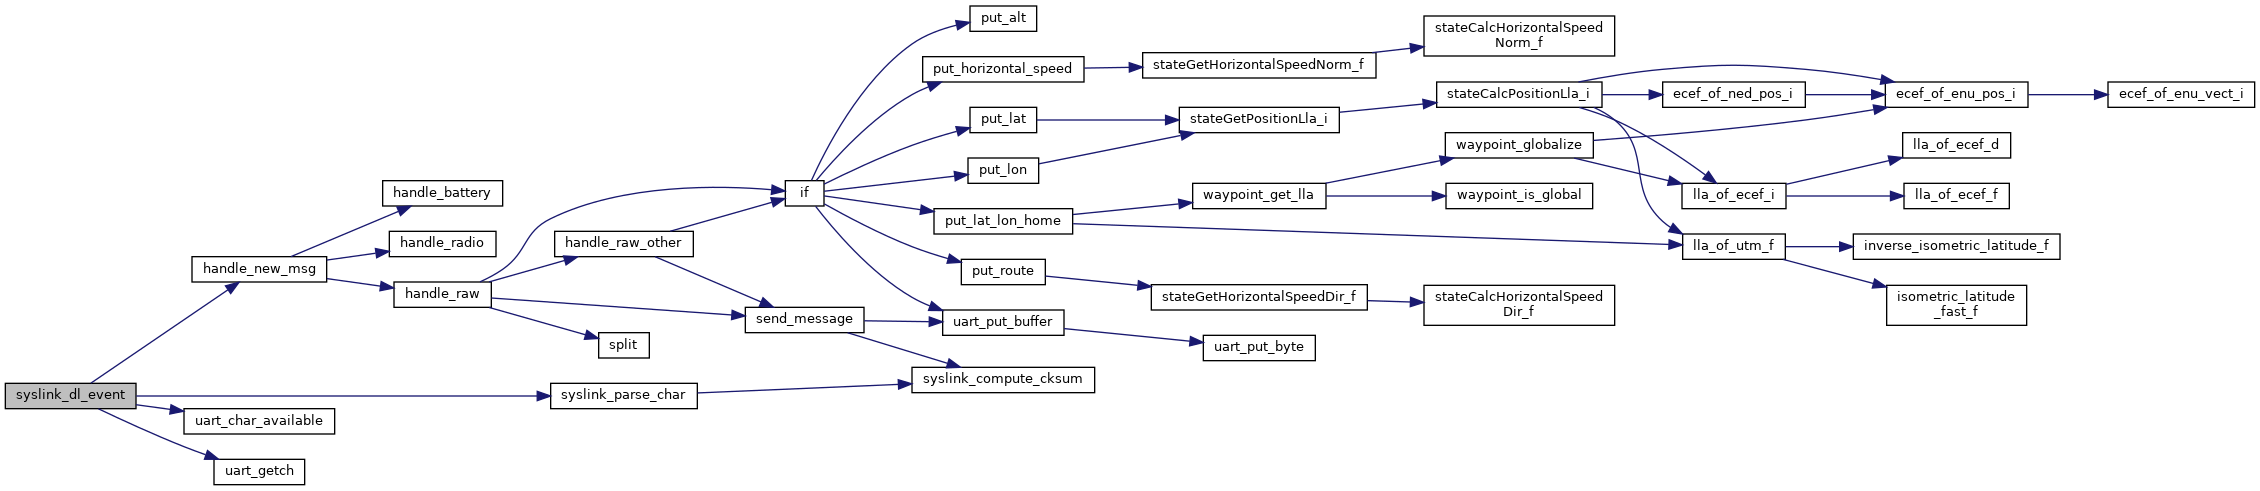 put_alt
stateCalcHorizontalSpeed
Norm_f
put_horizontal_speed
stateGetHorizontalSpeedNorm_f
stateCalcPositionLla_i
ecef_of_ned_pos_i
ecef_of_enu_pos_i
ecef_of_enu_vect_i
put_lat
stateGetPositionLla_i
waypoint_globalize
lla_of_ecef_d
put_lon
handle_battery
if
waypoint_get_lla
waypoint_is_global
lla_of_ecef_i
lla_of_ecef_f
put_lat_lon_home
handle_radio
handle_raw_other
lla_of_utm_f
inverse_isometric_latitude_f
handle_new_msg
put_route
handle_raw
stateGetHorizontalSpeedDir_f
stateCalcHorizontalSpeed
Dir_f
isometric_latitude
_fast_f
send_message
uart_put_buffer
split
uart_put_byte
syslink_compute_cksum
syslink_dl_event
syslink_parse_char
uart_char_available
uart_getch